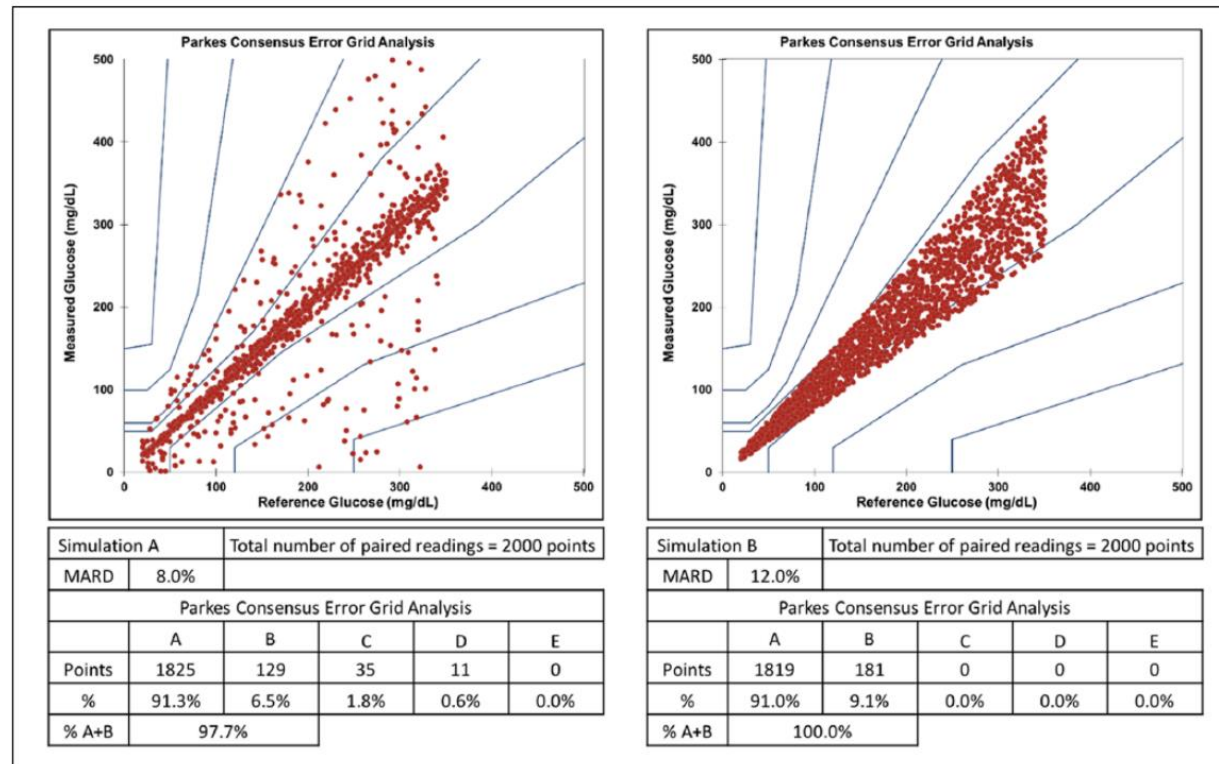 Parkes Consensus Error Grid Analysis
500
400
300
200
100
0
Measured Glucose (mg/dL)
0 100 200 300 400 500
Reference Glucose (mg/dL)
Simulation A Total number of paired readings = 2000 points
MARD 8.0%
Parkes Consensus Error Grid Analysis
A B C D E
Points 1825 129 35 11 0
% 91.3% 6.5% 1.8% 0.6% 0.0%
% A+B 97.7%
Parkes Consensus Error Grid Analysis
500
400
300
200
100
0
Measured Glucose (mg/dL)
0 100 200 300 400 500
Reference Glucose (mg/dL)
Simulation B Total number of paired readings = 2000 points
MARD 12.0%
Parkes Consensus Error Grid Analysis
A B C D E
Points 1819 181 0 0 0
% 91.0% 9.1% 0.0% 0.0% 0.0%
% A+B 100.0%